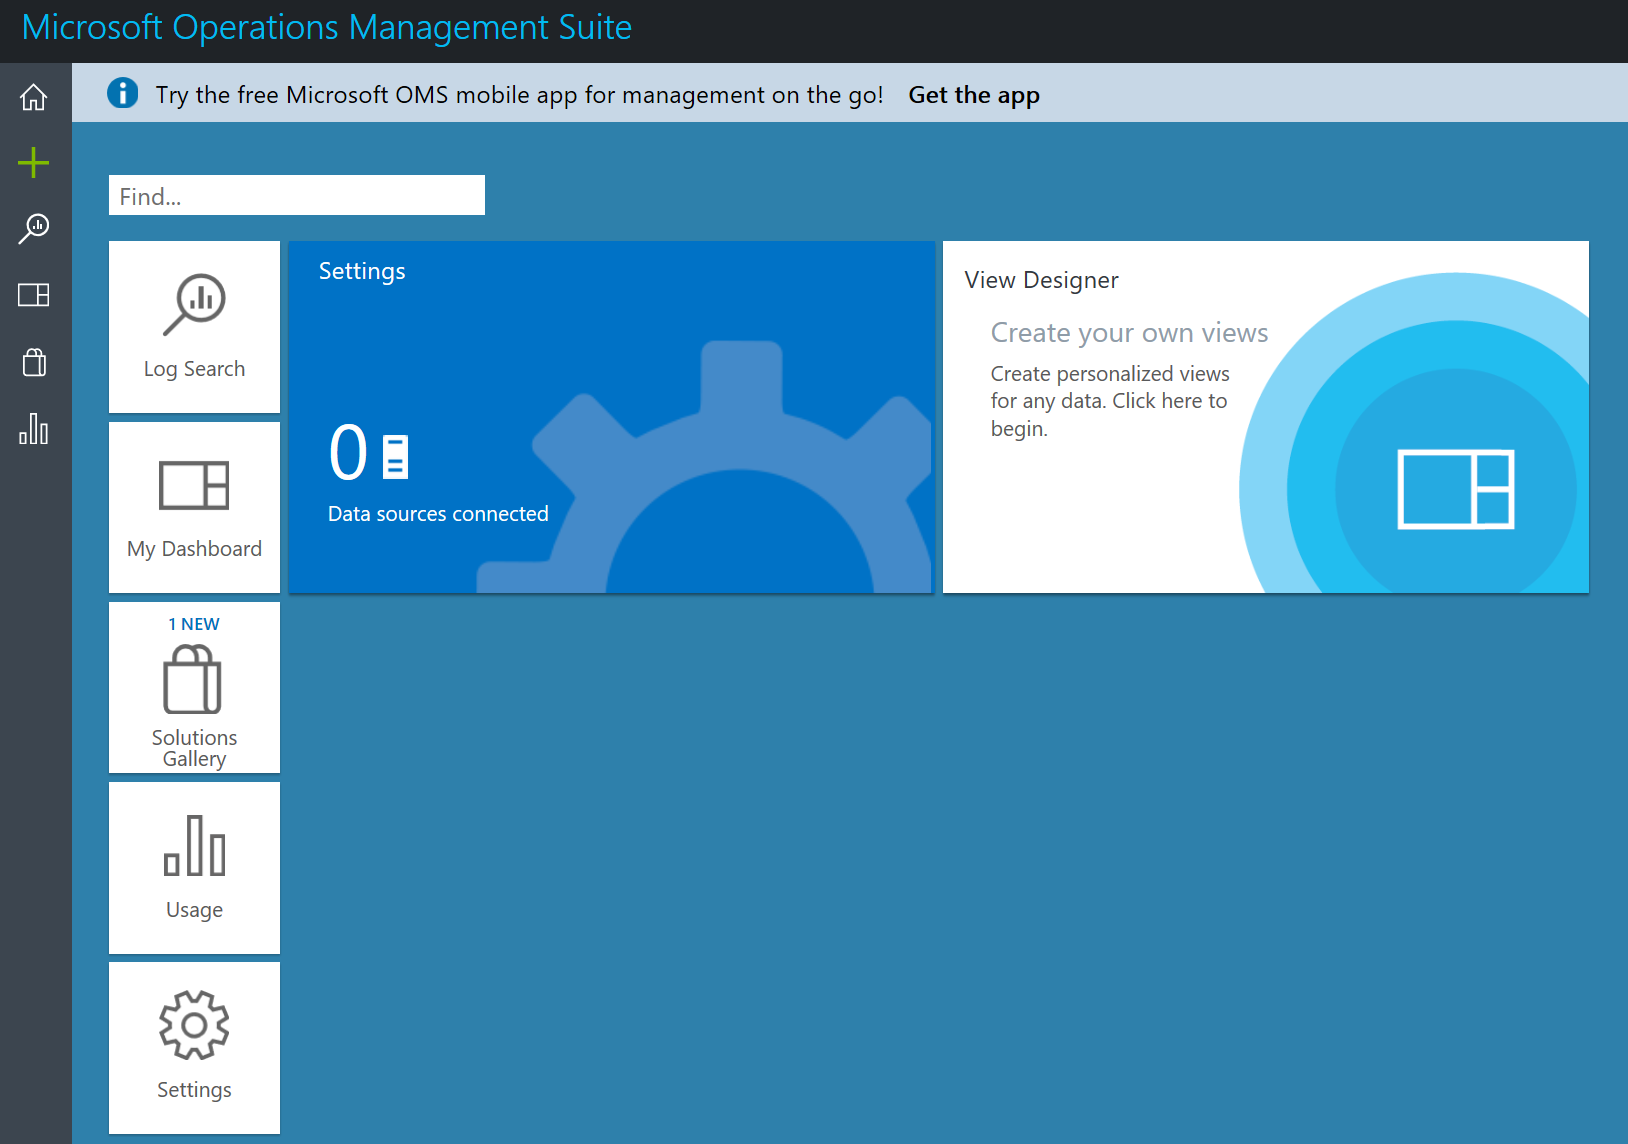 Microsoft Operations Management Suite
Try the free Microsoft OMS mobile app for management on the go! Get the app
Find...
Log Search
My Dashboard
1 NEW
Solutions
Gallery
Usage
Settings
Settings
0
Data sources connected
View Designer
Create your own views
Create personalized views
for any data. Click here to
begin.